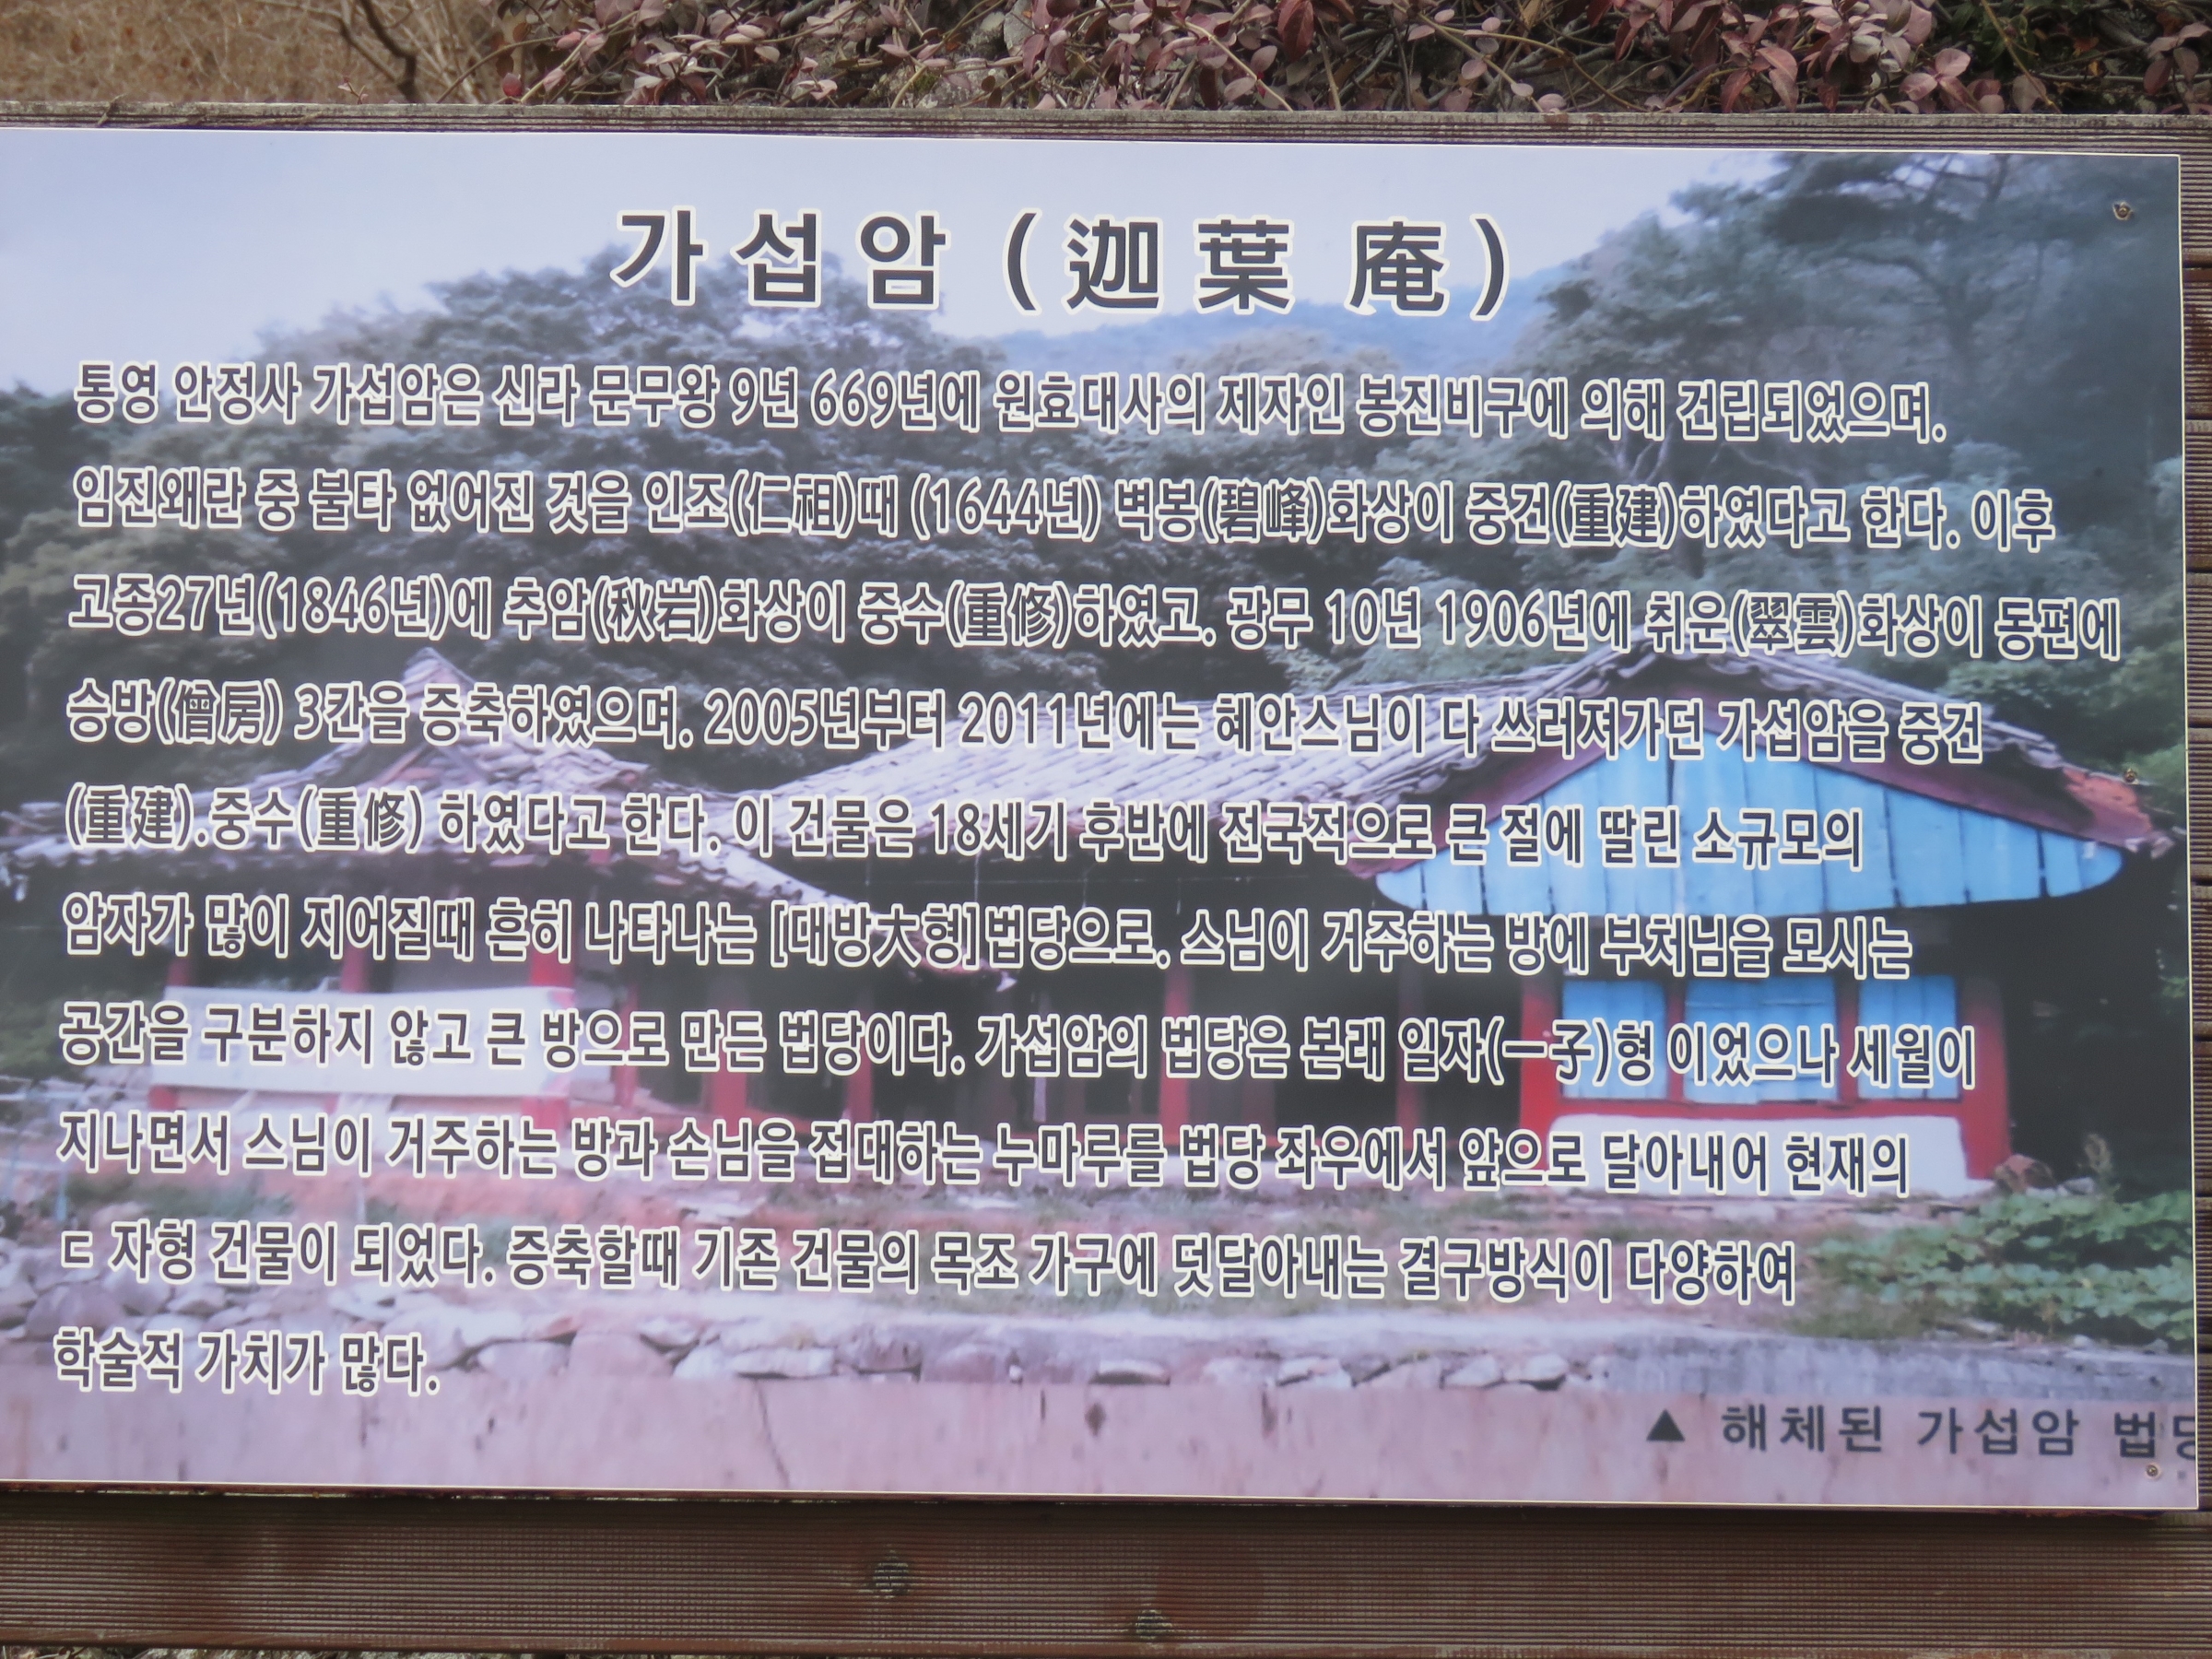 가섭암 (迦葉 庵)
통영 안정사 가섭암은 신라 문무왕 9년 669년에 원효대사의 제자인 봉진비구에 의해 건립되었으며.
임진왜란 중 불타 없어진 것을 인조(仁祖)때 (1644년) 벽봉(碧峰)화상이 중건(重建)하였다고 한다. 이후
고종27년(1846년)에 추암(秋岩)화상이 중수(重修)하였고. 광무 10년 1906년에 취운(翠雲)화상이 동편에
승방(僧房) 3칸을 증축하였으며. 2005년부터 2011년에는 혜안스님이 다 쓰러져가던 가섭암을 중건
(重建).중수(重修) 하였다고 한다. 이 건물은 18세기 후반에 전국적으로 큰 절에 딸린 소규모의
암자가 많이 지어질때 흔히 나타나는 [대방大형]법당으로. 스님이 거주하는 방에 부처님을 모시는
공간을 구분하지 않고 큰 방으로 만든 법당이다. 가섭암의 법당은 본래 일자(一子)형 이었으나 세월이
지나면서 스님이 거주하는 방과 손님을 접대하는 누마루를 법당 좌우에서 앞으로 달아내어 현재의
ㄷ 자형 건물이 되었다. 증축할때 기존 건물의 목조 가구에 덧달아내는 결구방식이 다양하여
학술적 가치가 많다.
▲ 해체된 가섭암